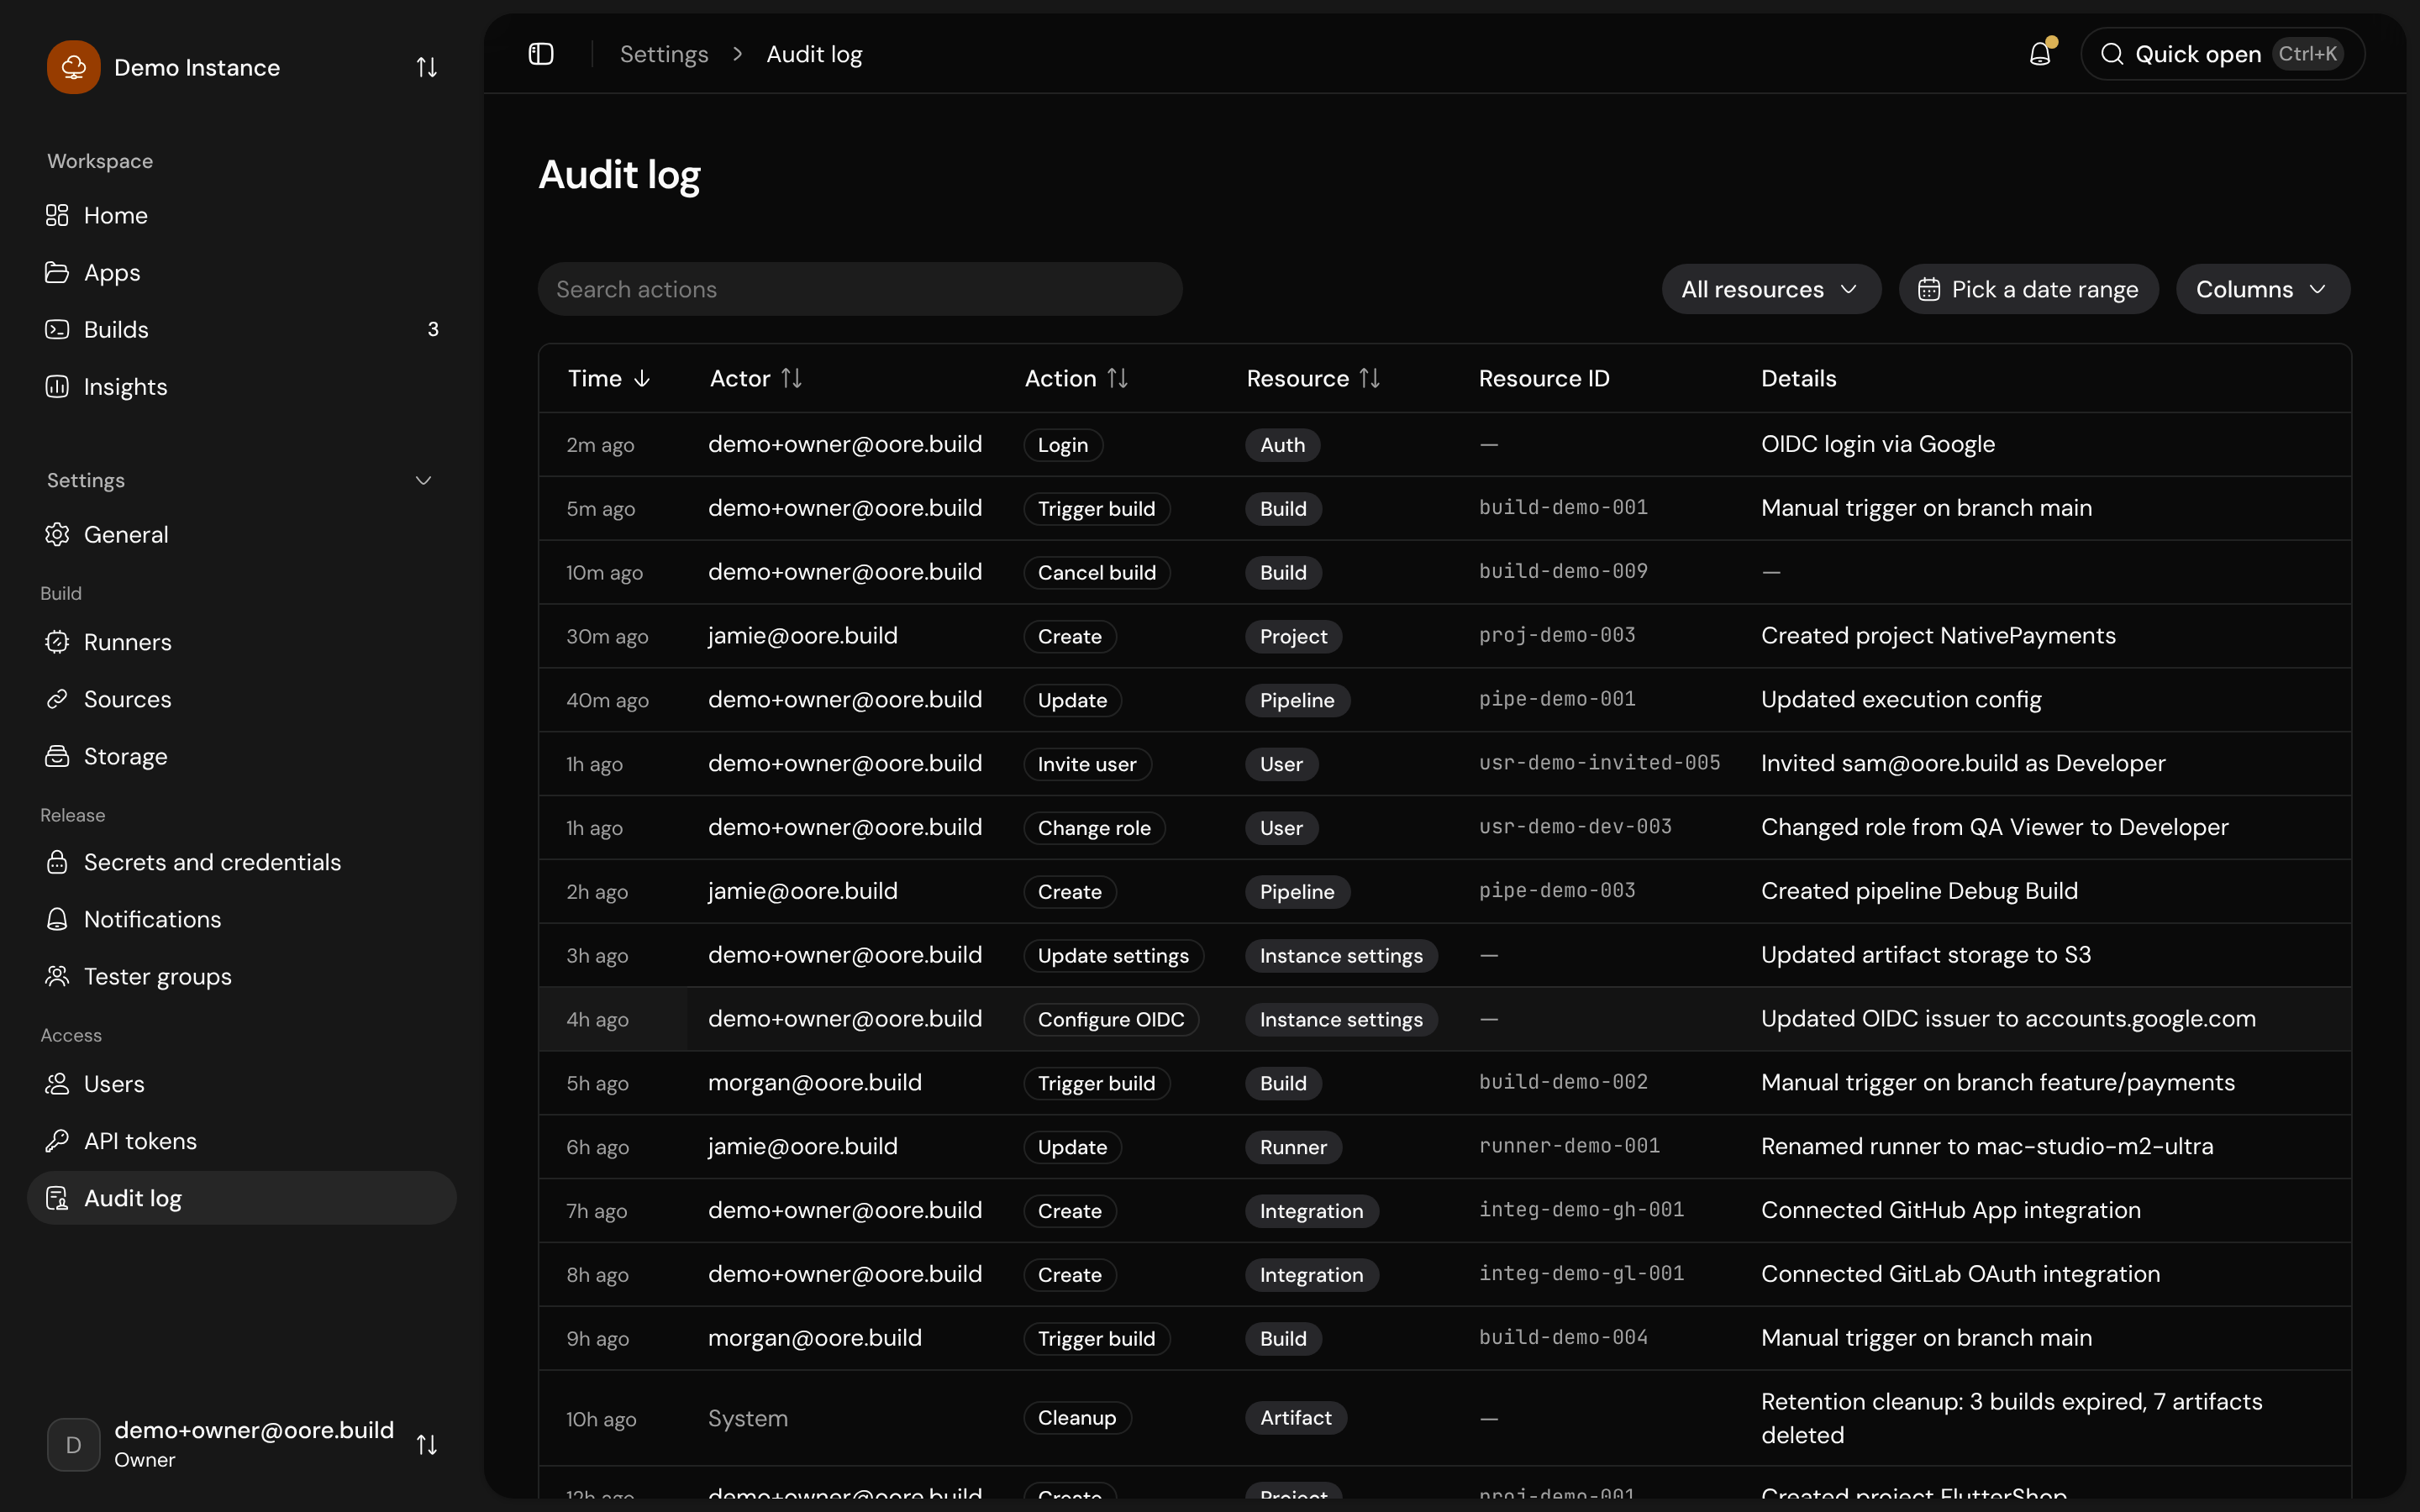 Demo Instance
Workspace
Home
Apps
Builds 3
Insights
Settings
General
Build
Runners
Sources
Storage
Release
Secrets and credentials
Notifications
Tester groups
Access
Users
API tokens
Audit log
D
demo+owner@oore.build
Owner
Settings > Audit log
Quick open Ctrl+K
Audit log
Search actions All resources Pick a date range Columns
Time Actor Action Resource Resource ID Details
2m ago demo+owner@oore.build Login Auth — OIDC login via Google
5m ago demo+owner@oore.build Trigger build Build build-demo-001 Manual trigger on branch main
10m ago demo+owner@oore.build Cancel build Build build-demo-009 —
30m ago jamie@oore.build Create Project proj-demo-003 Created project NativePayments
40m ago demo+owner@oore.build Update Pipeline pipe-demo-001 Updated execution config
1h ago demo+owner@oore.build Invite user User usr-demo-invited-005 Invited sam@oore.build as Developer
1h ago demo+owner@oore.build Change role User usr-demo-dev-003 Changed role from QA Viewer to Developer
2h ago jamie@oore.build Create Pipeline pipe-demo-003 Created pipeline Debug Build
3h ago demo+owner@oore.build Update settings Instance settings — Updated artifact storage to S3
4h ago demo+owner@oore.build Configure OIDC Instance settings — Updated OIDC issuer to accounts.google.com
5h ago morgan@oore.build Trigger build Build build-demo-002 Manual trigger on branch feature/payments
6h ago jamie@oore.build Update Runner runner-demo-001 Renamed runner to mac-studio-m2-ultra
7h ago demo+owner@oore.build Create Integration integ-demo-gh-001 Connected GitHub App integration
8h ago demo+owner@oore.build Create Integration integ-demo-gl-001 Connected GitLab OAuth integration
9h ago morgan@oore.build Trigger build Build build-demo-004 Manual trigger on branch main
10h ago System Cleanup Artifact — Retention cleanup: 3 builds expired, 7 artifacts
deleted
12h ago demo+owner@oore.build Create Project proj-demo-001 Created project FlutterShop